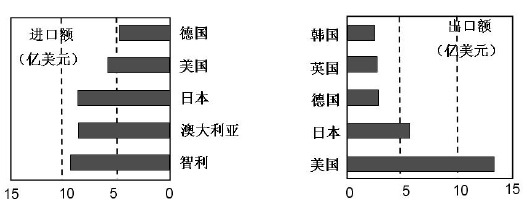 进口额
(亿美元)
德国
美国
日本
澳大利亚
智利
15 10 5 0
出口额
(亿美元)
韩国
英国
德国
日本
美国
0 5 10 15